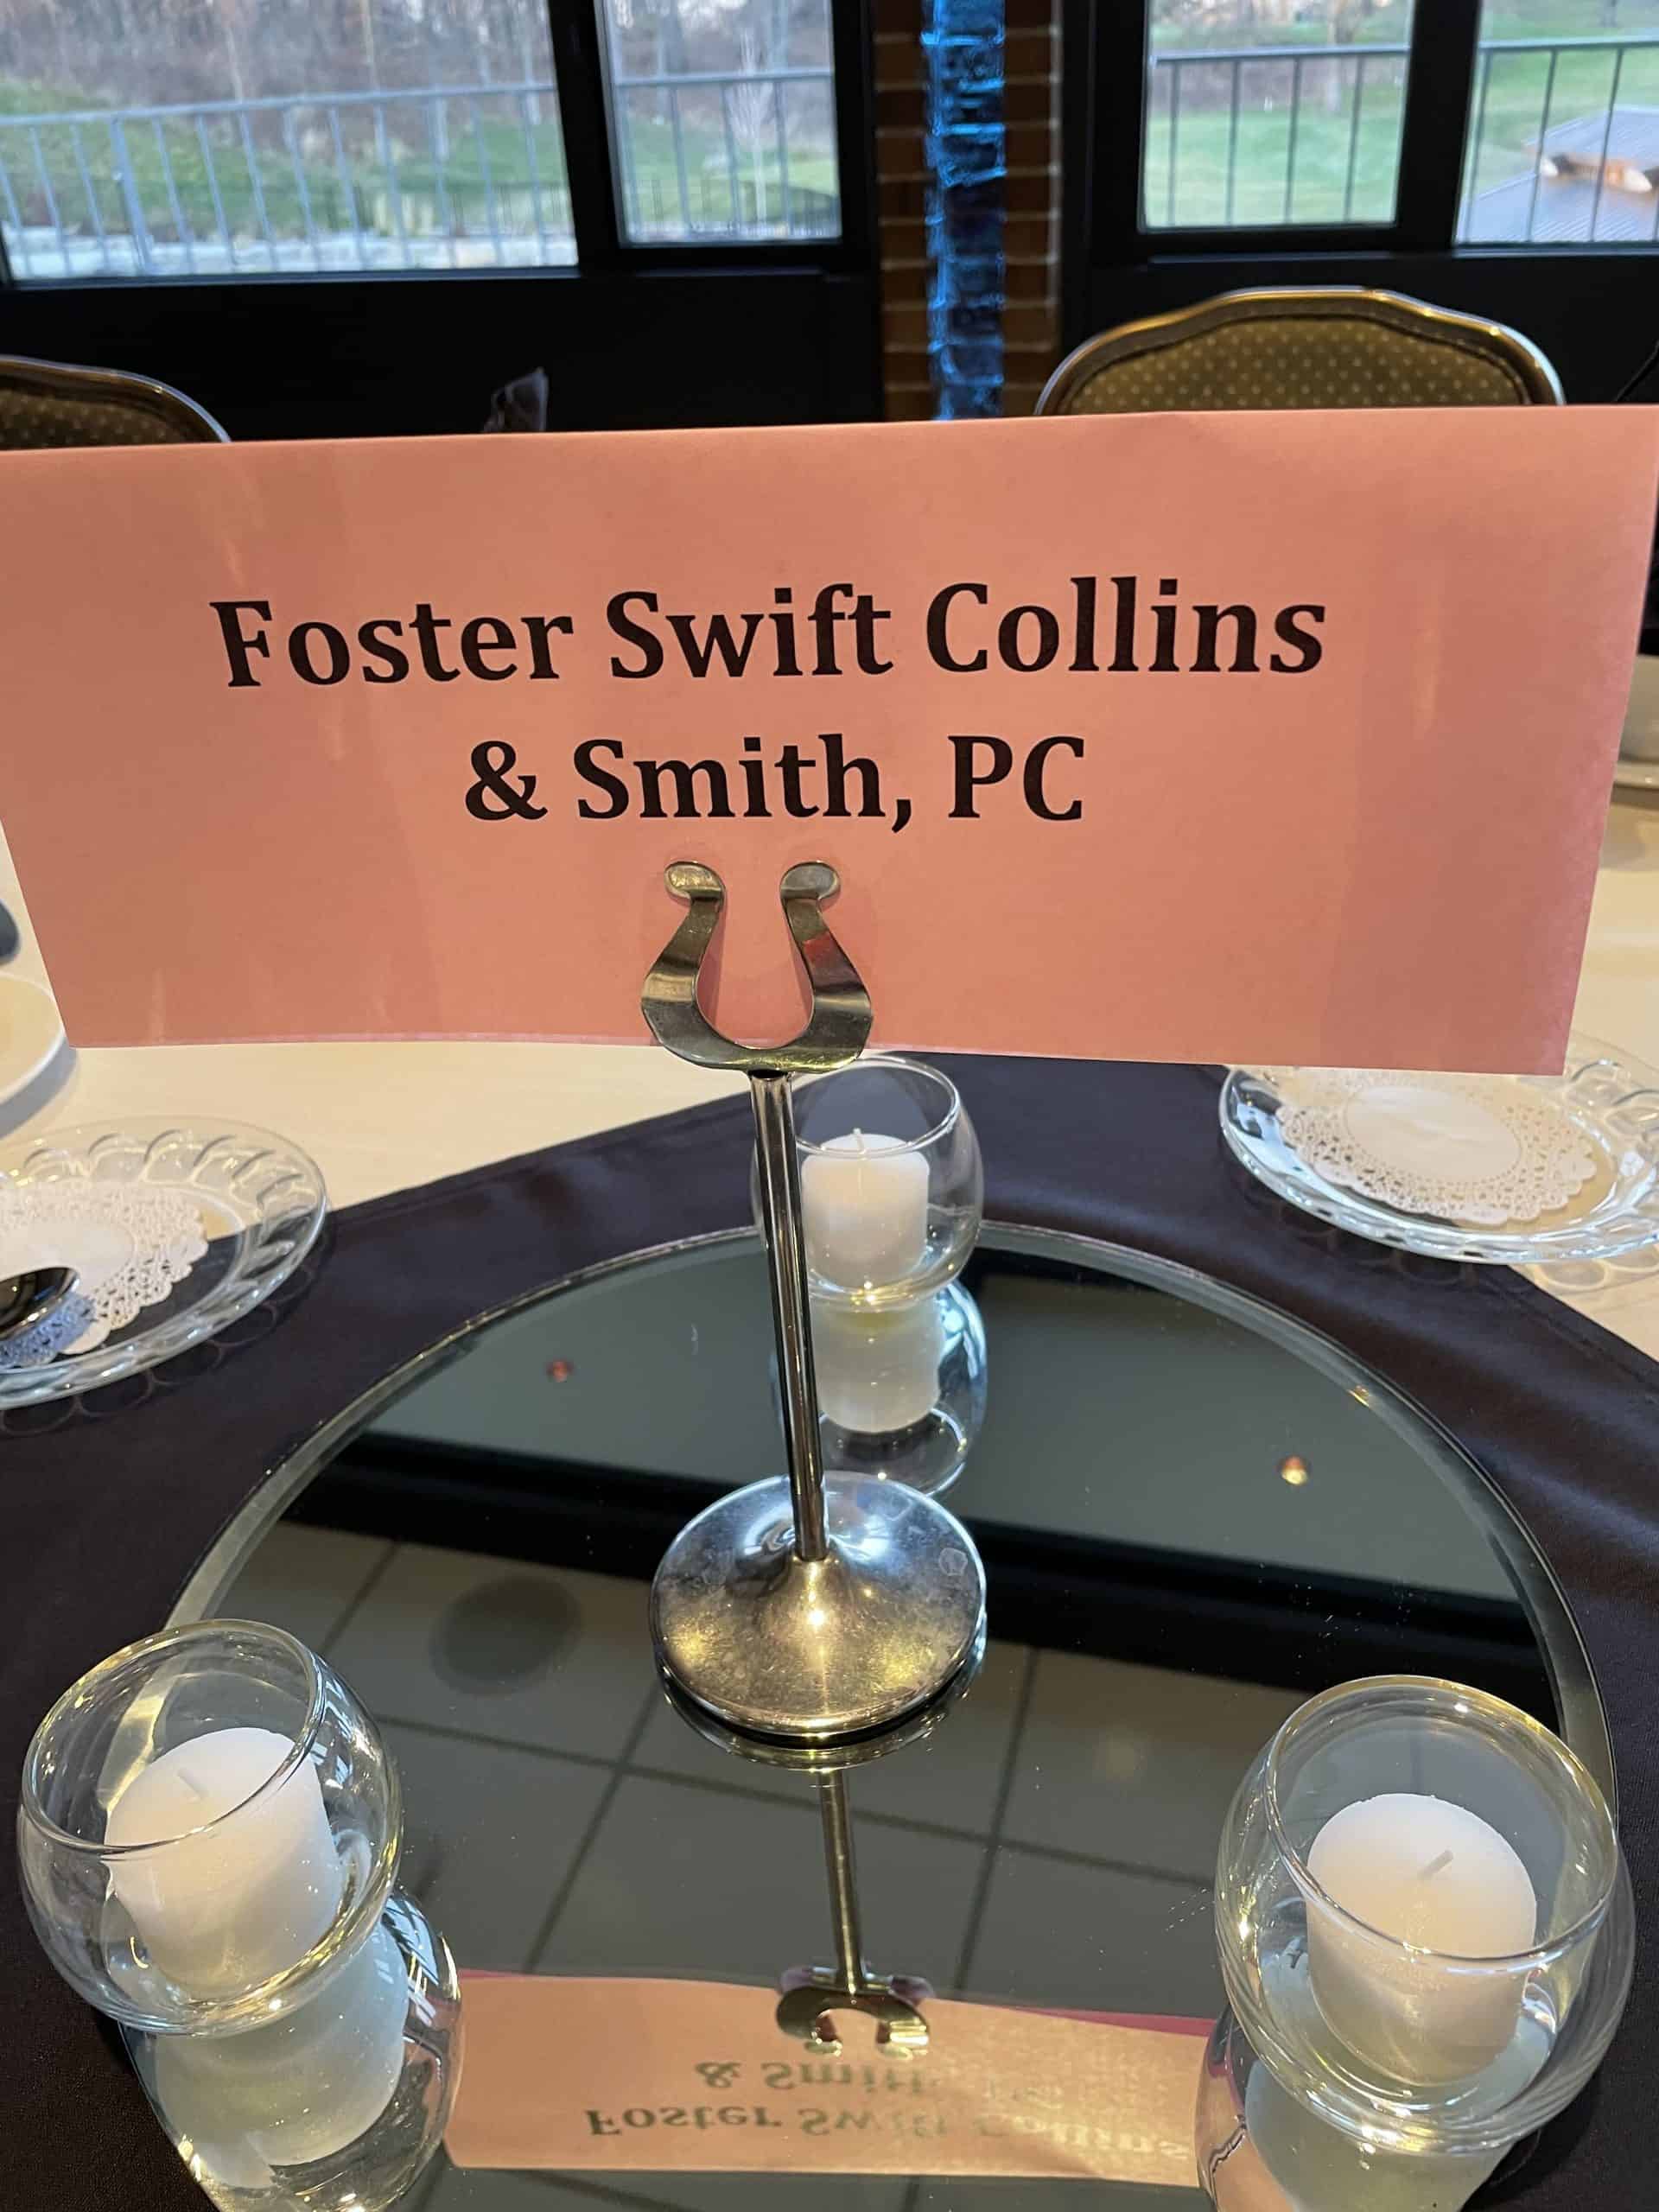 Foster Swift Collins
& Smith, PC